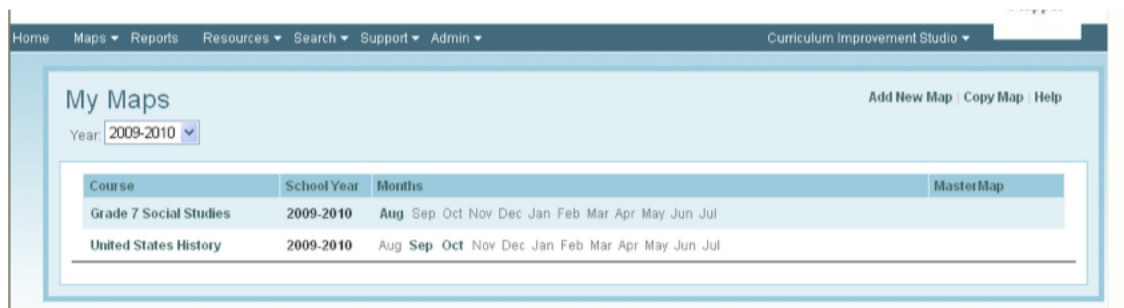 Home Maps Reports Resources Search Support Admin Curriculum Improvement Studio
My Maps
Add New Map | Copy Map | Help
Year: 2009-2010
Course School Year Months MasterMap
Grade 7 Social Studies 2009-2010 Aug Sep Oct Nov Dec Jan Feb Mar Apr May Jun Jul
United States History 2009-2010 Aug Sep Oct Nov Dec Jan Feb Mar Apr May Jun Jul